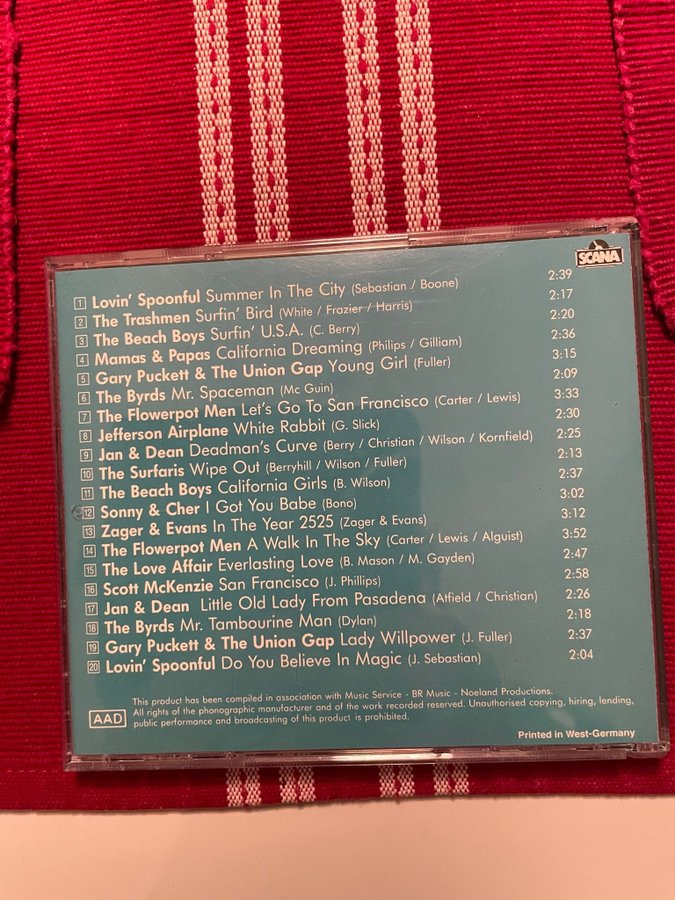 SCANA
1 Lovin' Spoonful Summer In The City (Sebastian / Boone) 2:39
2 The Trashmen Surfin' Bird (White / Frazier / Harris) 2:17
3 The Beach Boys Surfin' U.S.A. (C. Berry) 2:20
4 Mamas & Papas California Dreaming (Philips / Gilliam) 2:36
5 Gary Puckett & The Union Gap Young Girl (Fuller) 3:15
6 The Byrds Mr. Spaceman (Mc Guin) 2:09
7 The Flowerpot Men Let's Go To San Francisco (Carter / Lewis) 3:33
8 Jefferson Airplane White Rabbit (G. Slick) 2:30
9 Jan & Dean Deadman's Curve (Berry / Christian / Wilson / Kornfield) 2:25
10 The Surfaris Wipe Out (Berryhill / Wilson / Fuller) 2:13
11 The Beach Boys California Girls (B. Wilson) 2:37
12 Sonny & Cher I Got You Babe (Bono) 3:02
13 Zager & Evans In The Year 2525 (Zager & Evans) 3:12
14 The Flowerpot Men A Walk In The Sky (Carter / Lewis / Alguist) 3:52
15 The Love Affair Everlasting Love (B. Mason / M. Gayden) 2:47
16 Scott McKenzie San Francisco (J. Phillips) 2:58
17 Jan & Dean Little Old Lady From Pasadena (Atfield / Christian) 2:26
18 The Byrds Mr. Tambourine Man (Dylan) 2:18
19 Gary Puckett & The Union Gap Lady Willpower (J. Fuller) 2:37
20 Lovin' Spoonful Do You Believe In Magic (J. Sebastian) 2:04
This product has been compiled in association with Music Service - BR Music - Noeland Productions.
AAD All rights of the phonographic manufacturer and of the work recorded reserved. Unauthorised copying, hiring, lending,
public performance and broadcasting of this product is prohibited.
Printed in West-Germany